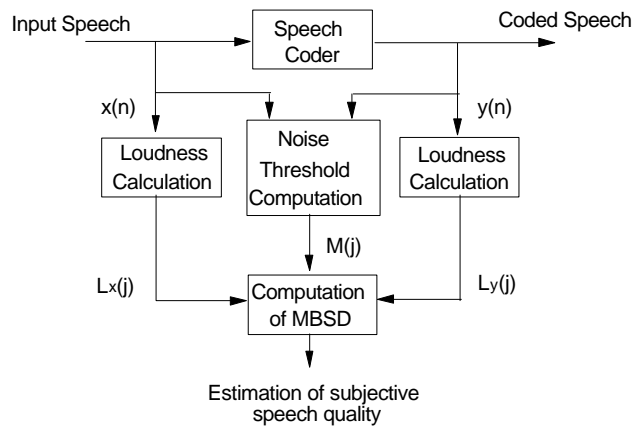 Input Speech
Coded Speech
Speech
Coder
x(n)
y(n)
Loudness
Calculation
Noise
Threshold
Computation
Loudness
Calculation
M(j)
Lx(j)
Ly(j)
Computation
of MBSD
Estimation of subjective
speech quality